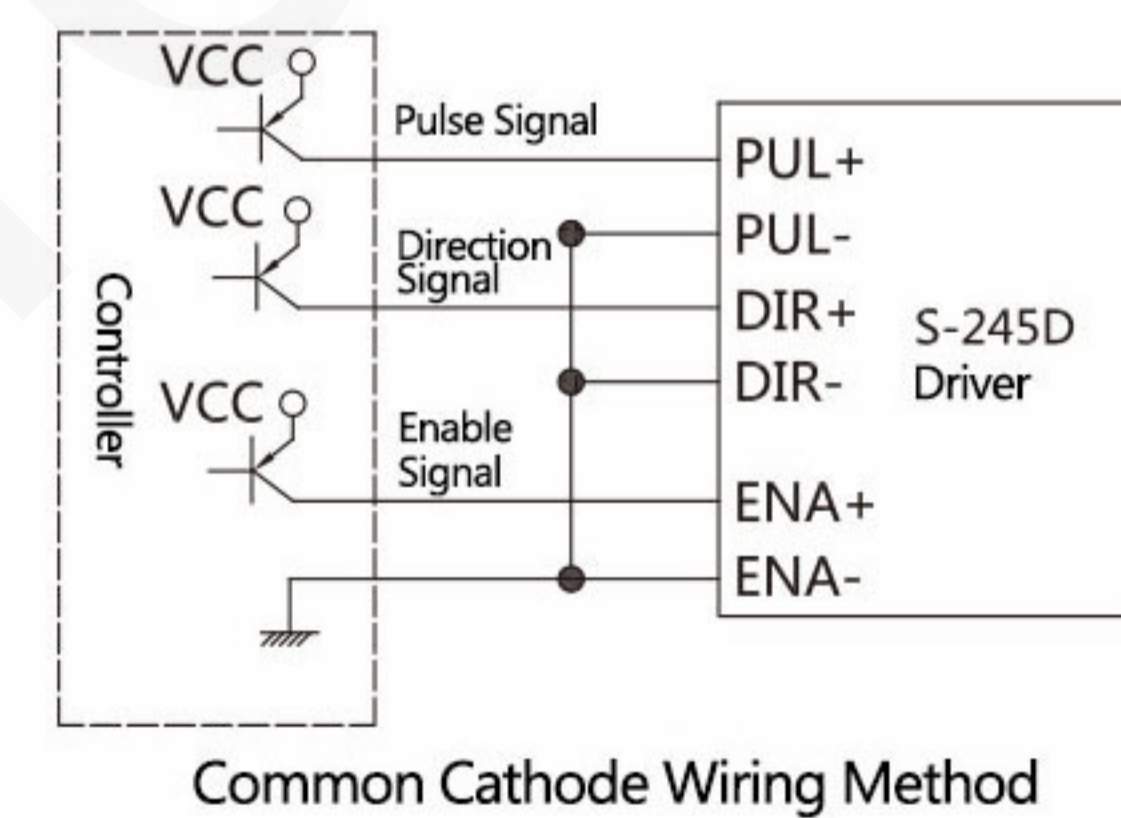 VCC
Pulse Signal
PUL+
VCC
PUL-
Direction
Signal
DIR+
S-245D
Controller
DIR-
Driver
VCC
Enable
Signal
ENA+
ENA-
Common Cathode Wiring Method